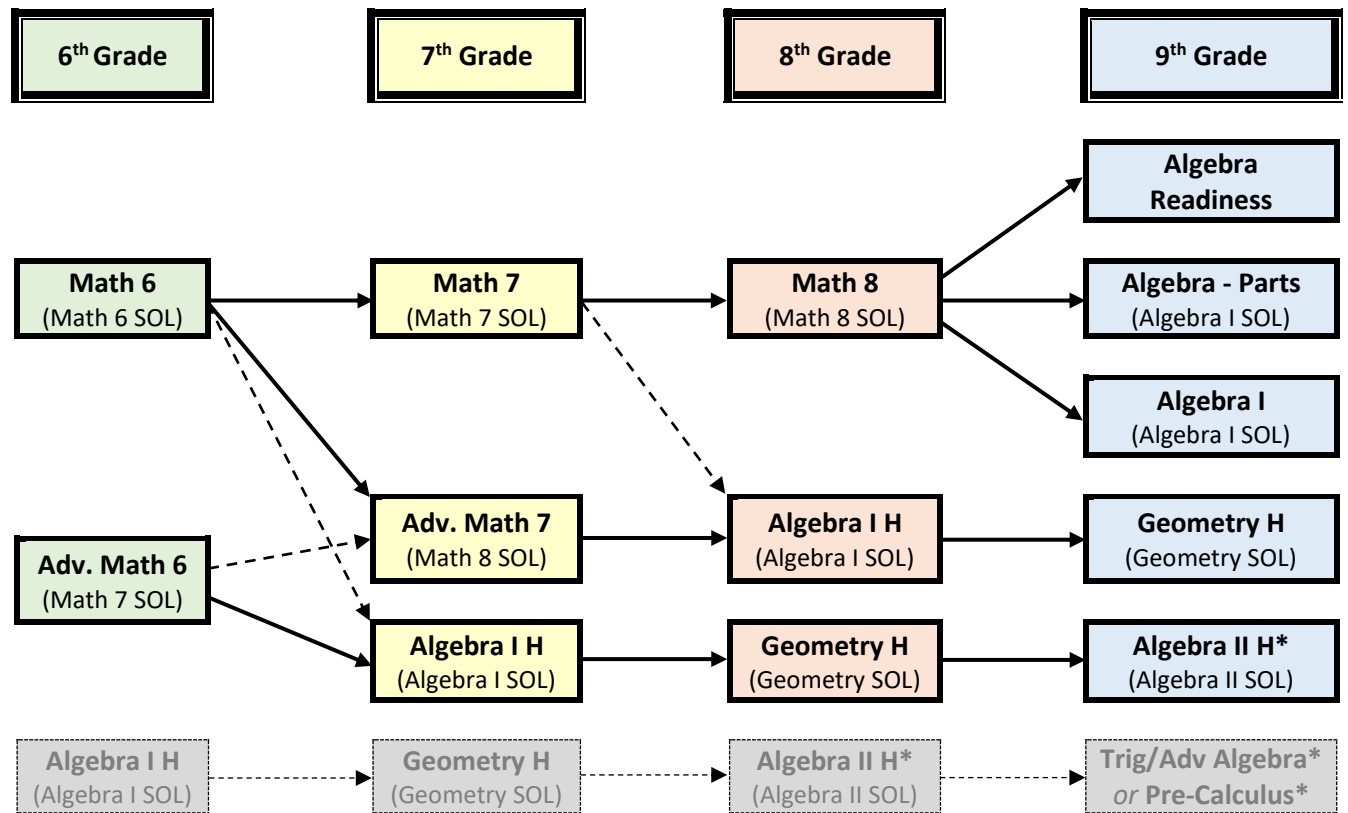 6th Grade
7th Grade
8th Grade
9th Grade
Algebra
Readiness
Math 6
(Math 6 SOL)
Math 7
(Math 7 SOL)
Math 8
(Math 8 SOL)
Algebra - Parts
(Algebra I SOL)
Algebra I
(Algebra I SOL)
Adv. Math 6
(Math 7 SOL)
Adv. Math 7
(Math 8 SOL)
Algebra I H
(Algebra I SOL)
Geometry H
(Geometry SOL)
Algebra I H
(Algebra I SOL)
Geometry H
(Geometry SOL)
Algebra II H*
(Algebra II SOL)
Algebra I H
(Algebra I SOL)
Geometry H
(Geometry SOL)
Algebra II H*
(Algebra II SOL)
Trig/Adv Algebra*
or Pre-Calculus*